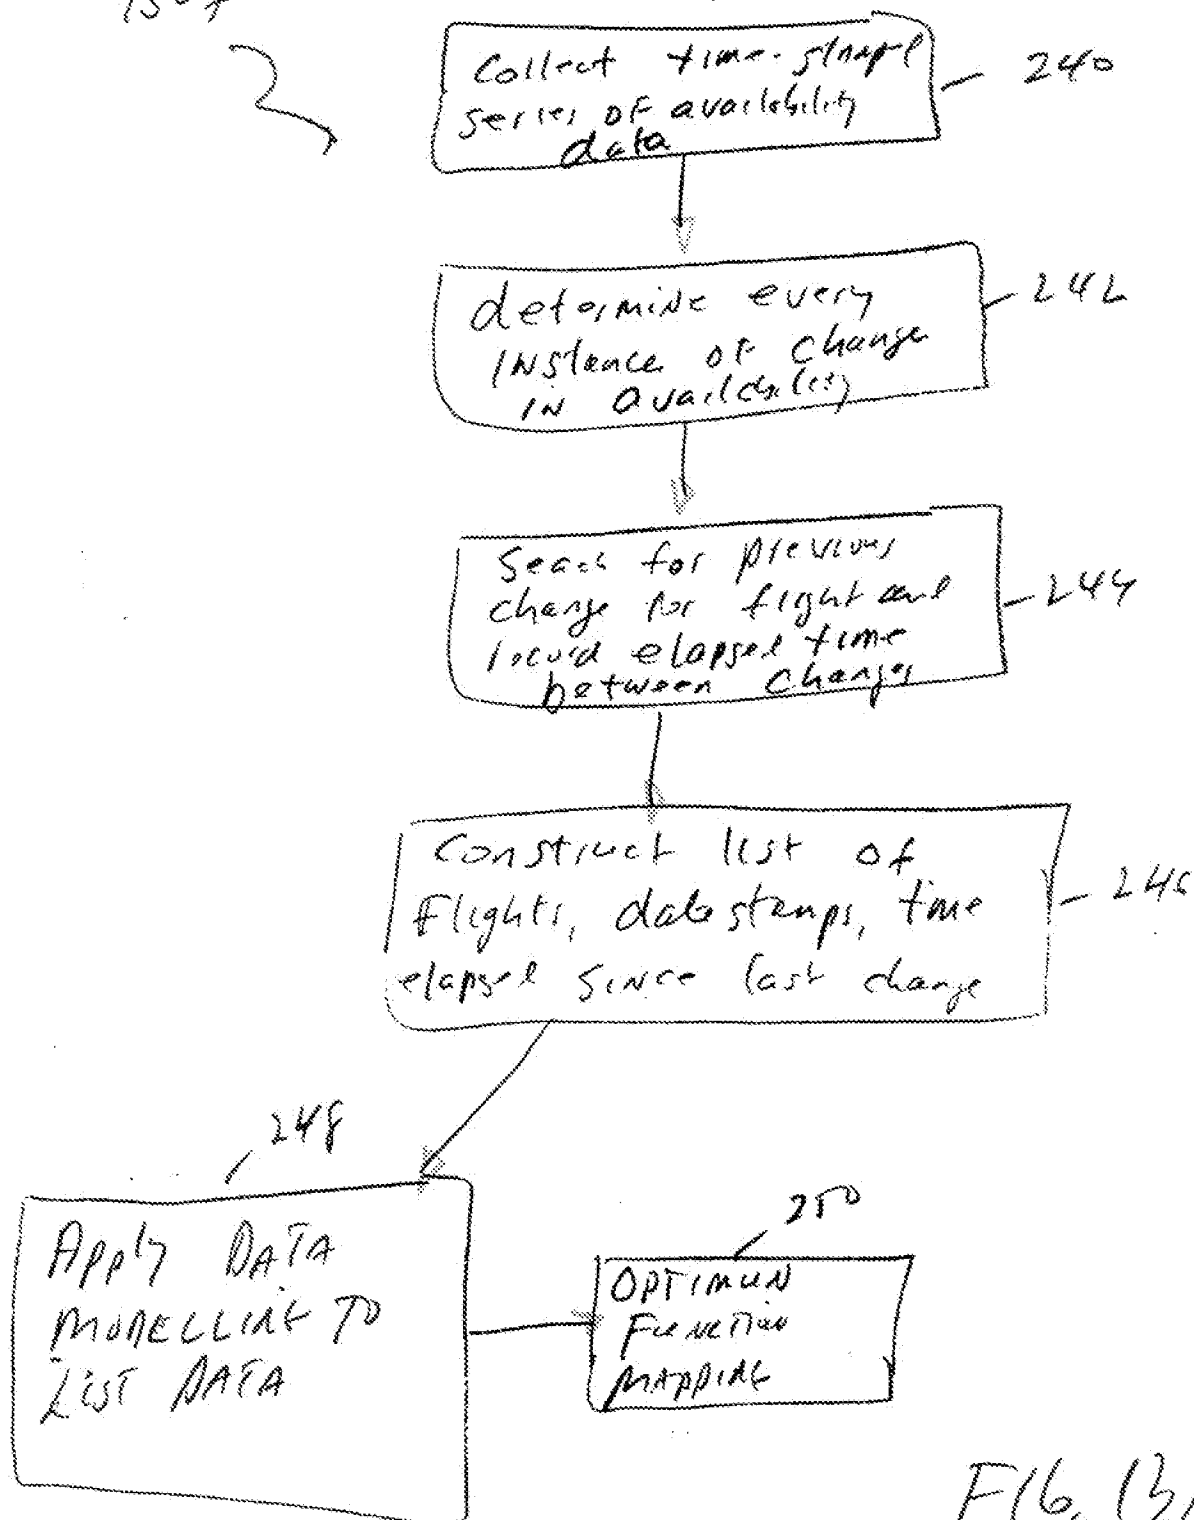 Collect time-stamped
240
series of availability
data
determine every
242
instance of change
in availability
Seach for previous
change for flight and
244
record elapsed time
between changes
Construct list of
flights, datestamps, time
246
elapsed since last change
248
Apply DATA
MODELLING TO
LIST DATA
250
OPTIMUN
FUNCTION
MAPPING
FIG. 13